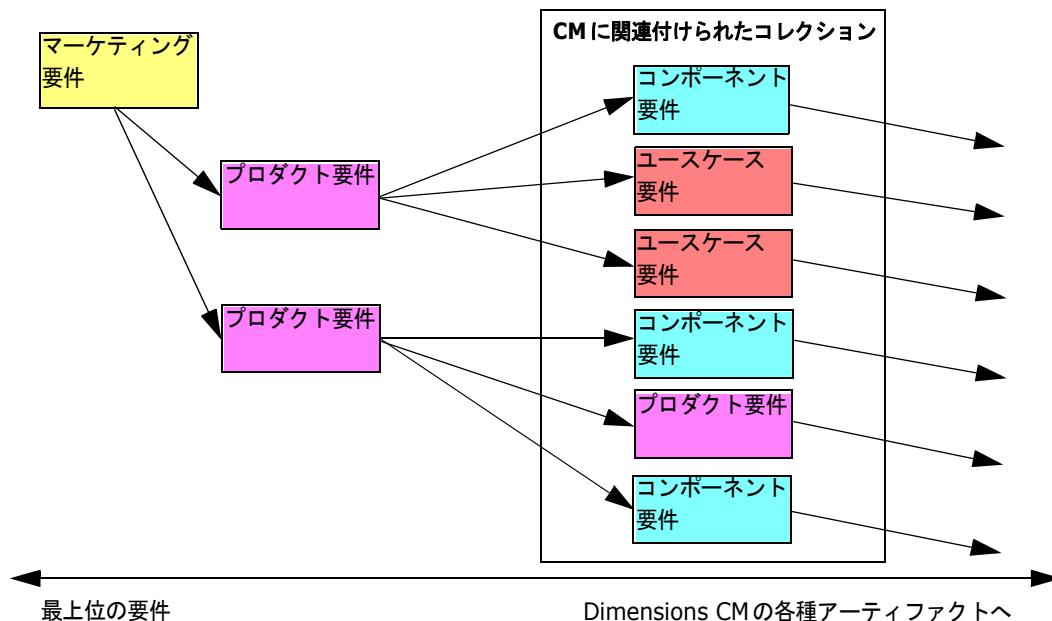 CMに関連付けられたコレクション
マーケティング
要件
コンポーネント
要件
プロダクト要件
ユースケース
要件
ユースケース
要件
プロダクト要件
コンポーネント
要件
プロダクト要件
コンポーネント
要件
最上位の要件
Dimensions CMの各種アーティファクトへ